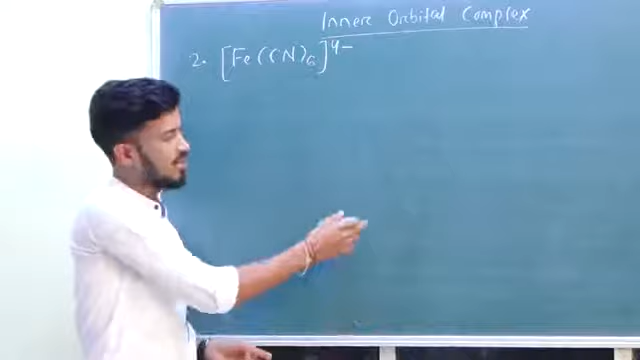 Inner Orbital Complex
2. [Fe(CN)₆]⁴⁻